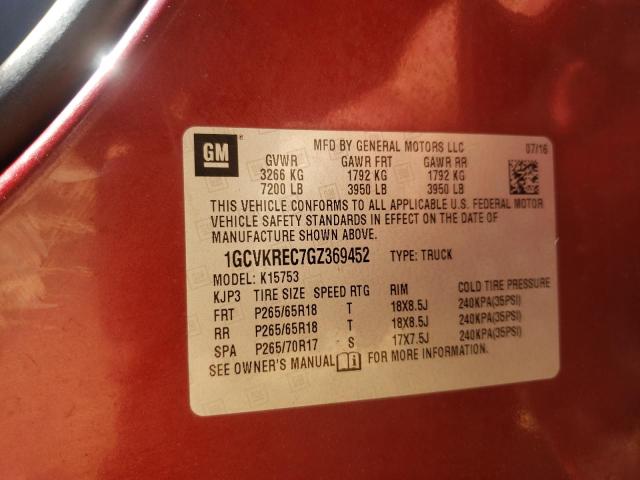 GM ®
MFD BY GENERAL MOTORS LLC 07/16
GVWR GAWR FRT GAWR RR
3266 KG 1792 KG 1792 KG
7200 LB 3950 LB 3950 LB
THIS VEHICLE CONFORMS TO ALL APPLICABLE U.S. FEDERAL MOTOR
VEHICLE SAFETY STANDARDS IN EFFECT ON THE DATE OF
MANUFACTURE SHOWN ABOVE.
1GCVKREC7GZ369452 TYPE: TRUCK
MODEL: K15753
KJP3 TIRE SIZE SPEED RTG RIM COLD TIRE PRESSURE
FRT P265/65R18 T 18X8.5J 240KPA(35PSI)
RR P265/65R18 T 18X8.5J 240KPA(35PSI)
SPA P265/70R17 S 17X7.5J 240KPA(35PSI)
SEE OWNER'S MANUAL FOR MORE INFORMATION.